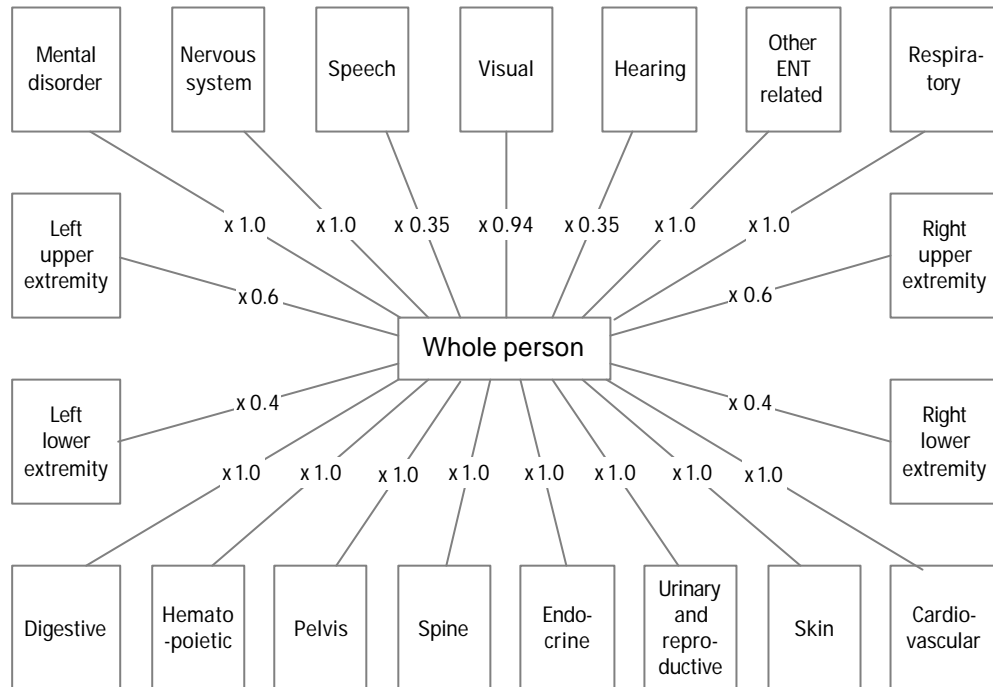 Mental
disorder
Nervous
system
Speech
Visual
Hearing
Other
ENT
related
Respira-
tory
x 1.0
x 1.0
x 0.35
x 0.94
x 0.35
x 1.0
x 1.0
Left
upper
extremity
x 0.6
Right
upper
extremity
x 0.6
Whole person
Left
lower
extremity
x 0.4
Right
lower
extremity
x 0.4
x 1.0
x 1.0
x 1.0
x 1.0
x 1.0
x 1.0
x 1.0
x 1.0
Digestive
Hemato
-poietic
Pelvis
Spine
Endo-
crine
Urinary
and
repro-
ductive
Skin
Cardio-
vascular